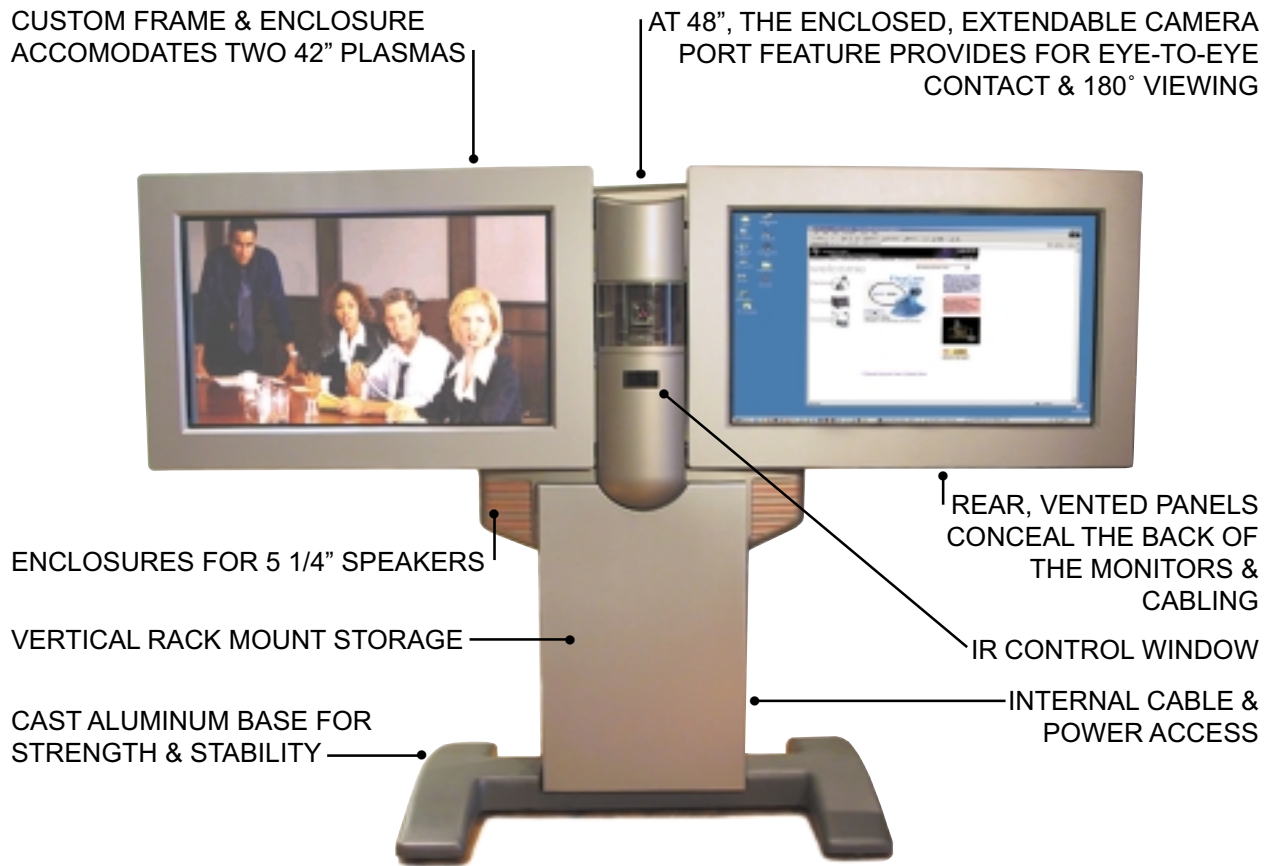 CUSTOM FRAME & ENCLOSURE
ACCOMODATES TWO 42” PLASMAS
AT 48”, THE ENCLOSED, EXTENDABLE CAMERA
PORT FEATURE PROVIDES FOR EYE-TO-EYE
CONTACT & 180˚ VIEWING
ENCLOSURES FOR 5 1/4” SPEAKERS
VERTICAL RACK MOUNT STORAGE
CAST ALUMINUM BASE FOR
STRENGTH & STABILITY
REAR, VENTED PANELS
CONCEAL THE BACK OF
THE MONITORS &
CABLING
IR CONTROL WINDOW
INTERNAL CABLE &
POWER ACCESS